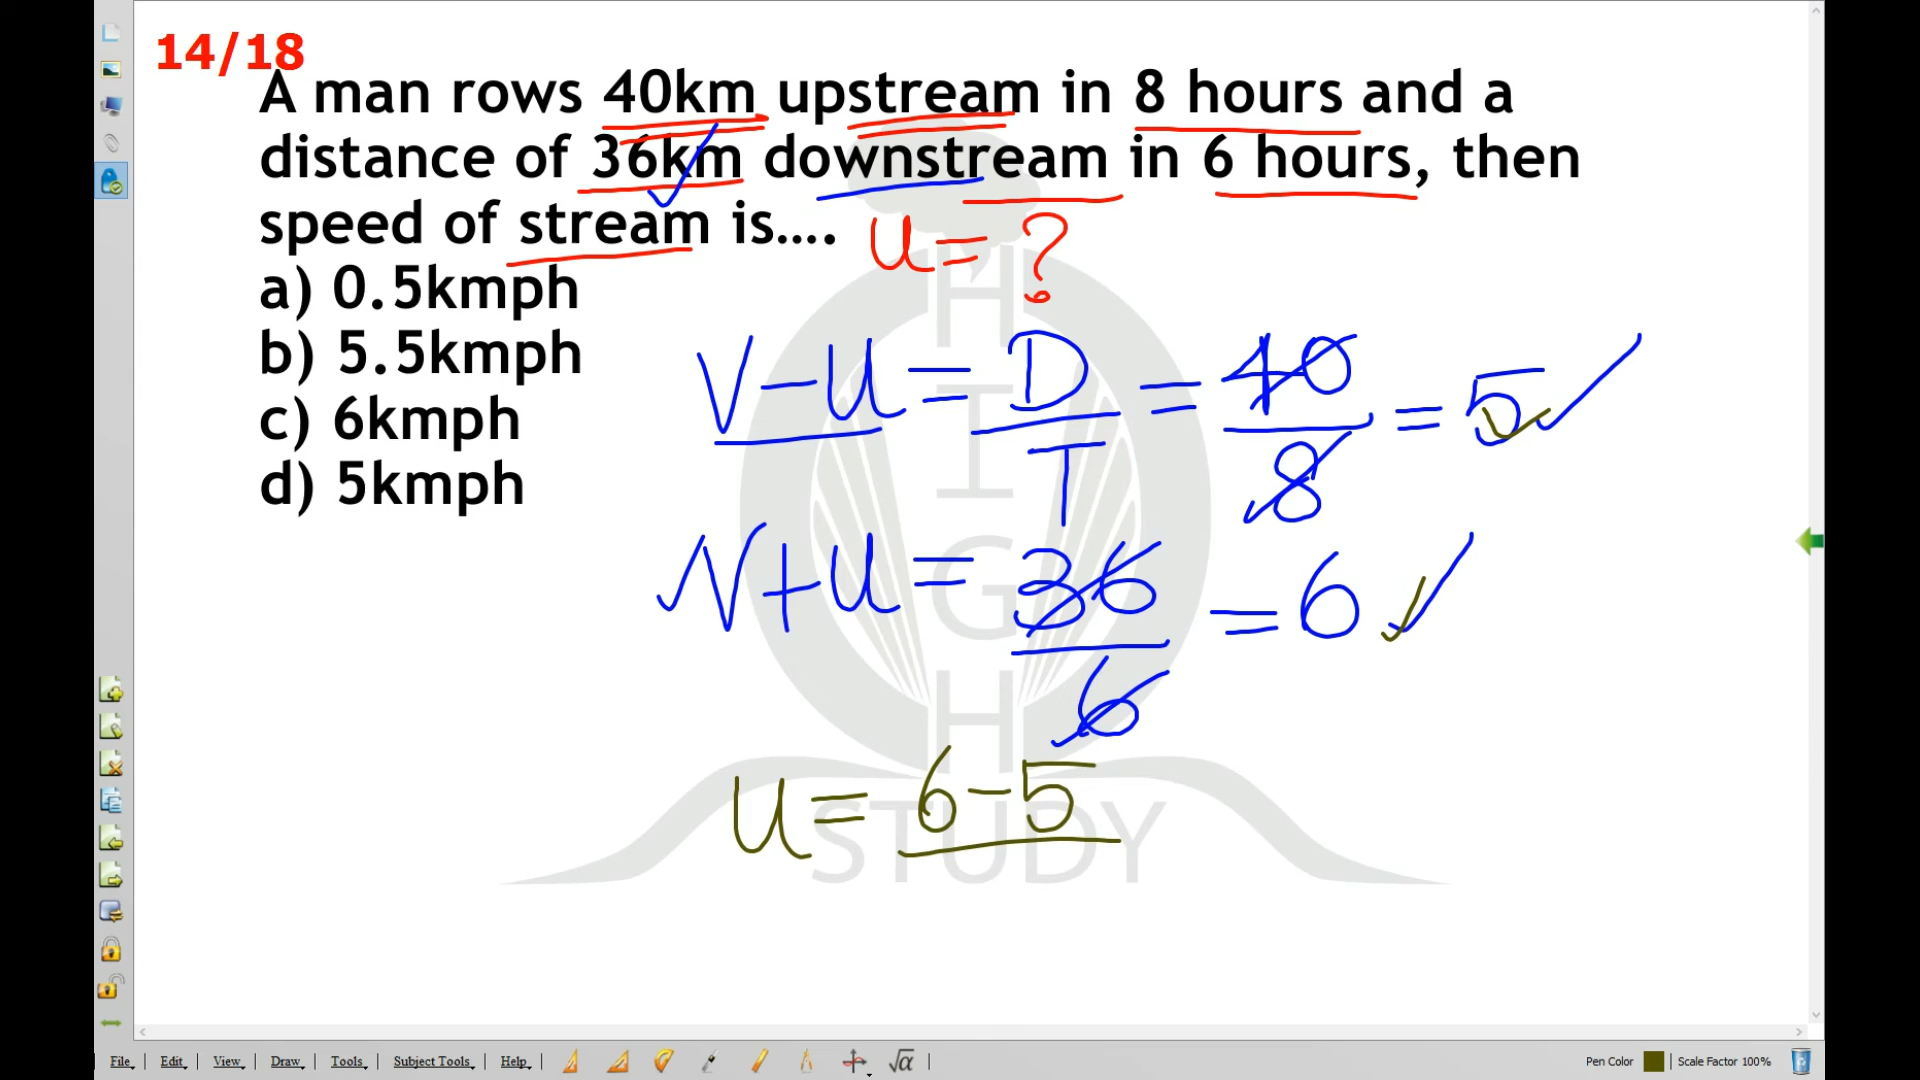 14/18
A man rows 40km upstream in 8 hours and a
distance of 36km downstream in 6 hours, then
speed of stream is....
u = ?
a) 0.5kmph
b) 5.5kmph
c) 6kmph
d) 5kmph
V-u = D/T = 40/8 = 5
V+u = 36/6 = 6
u = 6-5
HIGH
STUDY
File Edit View Draw Tools Subject Tools Help
√α
Pen Color Scale Factor 100%